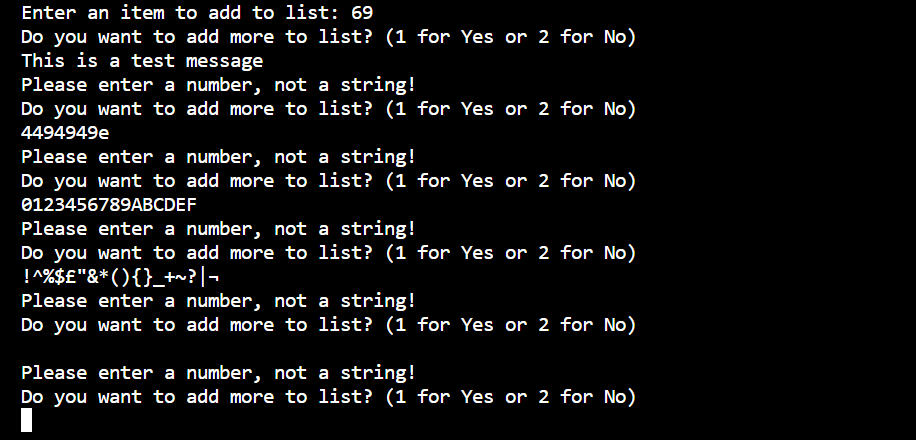 Enter an item to add to list: 69
Do you want to add more to list? (1 for Yes or 2 for No)
This is a test message
Please enter a number, not a string!
Do you want to add more to list? (1 for Yes or 2 for No)
4494949e
Please enter a number, not a string!
Do you want to add more to list? (1 for Yes or 2 for No)
0123456789ABCDEF
Please enter a number, not a string!
Do you want to add more to list? (1 for Yes or 2 for No)
!^%$£"&*(){}_+~?|¬
Please enter a number, not a string!
Do you want to add more to list? (1 for Yes or 2 for No)
Please enter a number, not a string!
Do you want to add more to list? (1 for Yes or 2 for No)